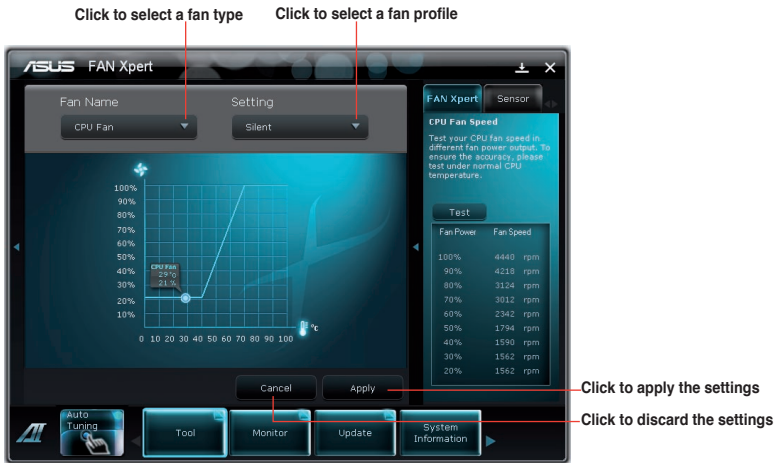 Click to select a fan type
Click to select a fan profile
ASUS FAN Xpert
Fan Name
Setting
CPU Fan
Silent
100%
90%
80%
70%
60%
50%
40%
30%
20%
10%
CPU Fan
29 °c
21 %
°c
0 10 20 30 40 50 60 70 80 90 100
Cancel
Apply
FAN Xpert
Sensor
CPU Fan Speed
Test your CPU fan speed in
different fan power output. To
ensure the accuracy, please
test under normal CPU
temperature.
Test
Fan Power Fan Speed
100% 4440 rpm
90% 4218 rpm
80% 3124 rpm
70% 3012 rpm
60% 2342 rpm
50% 1794 rpm
40% 1590 rpm
30% 1562 rpm
20% 1562 rpm
Click to apply the settings
Click to discard the settings
AI
Auto
Tuning
Tool
Monitor
Update
System
Information